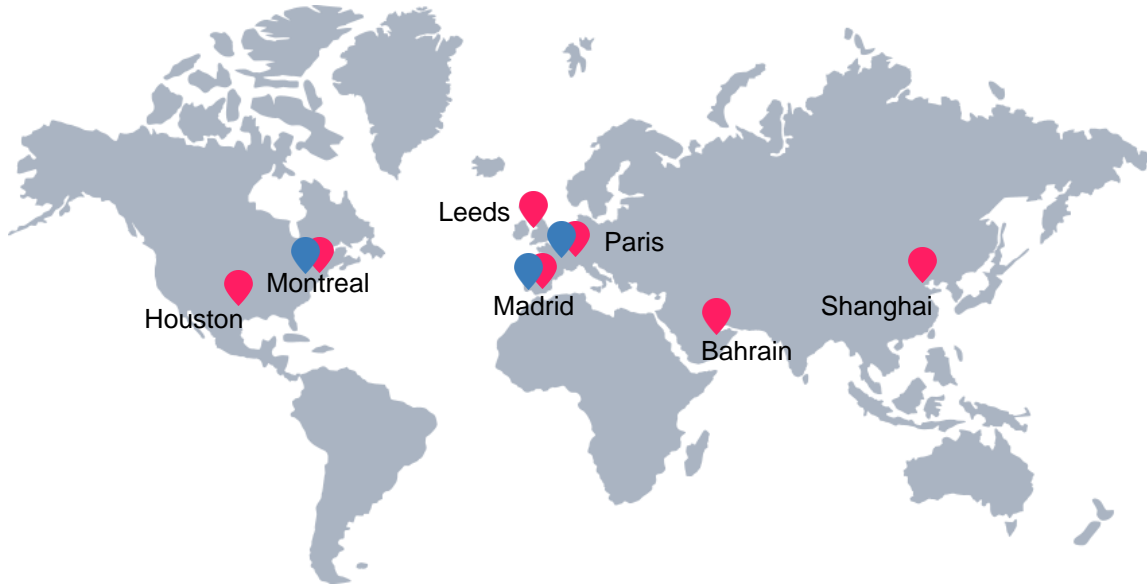 Leeds
Paris
Montreal
Madrid
Shanghai
Houston
Bahrain